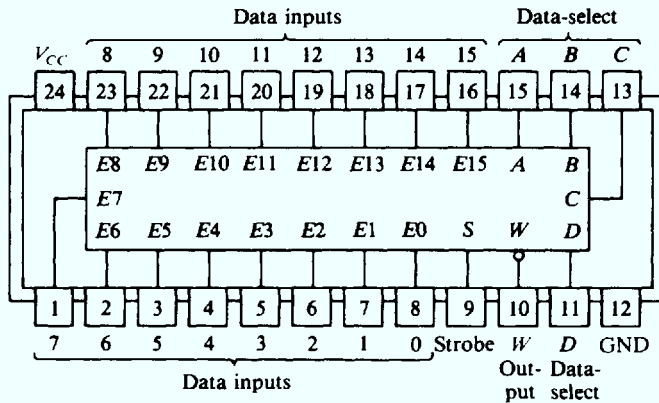 Data inputs Data-select
V_CC 8 9 10 11 12 13 14 15 A B C
24 23 22 21 20 19 18 17 16 15 14 13
E8 E9 E10 E11 E12 E13 E14 E15 A B
E7 C
E6 E5 E4 E3 E2 E1 E0 S W D
1 2 3 4 5 6 7 8 9 10 11 12
7 6 5 4 3 2 1 0 Strobe W D GND
Data inputs Out- Data-
put select